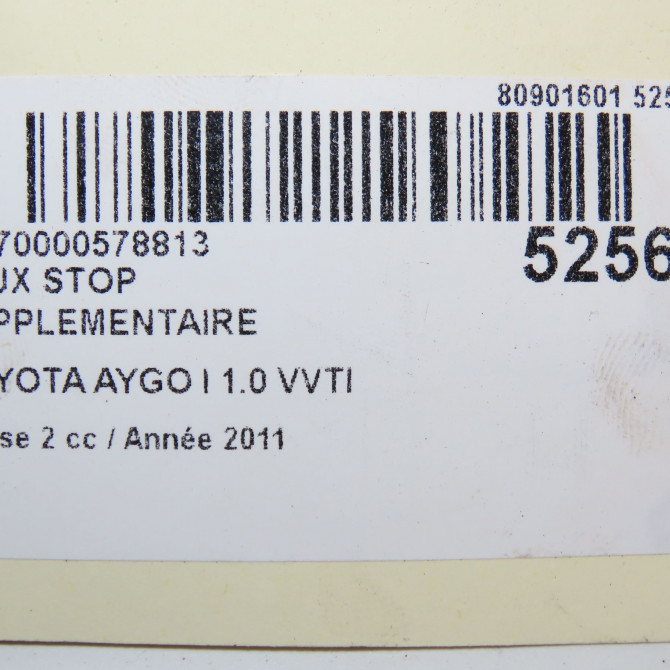 80901601 525
70000578813
5256
UX STOP
PPLEMENTAIRE
YOTA AYGO I 1.0 VVTI
se 2 cc / Année 2011